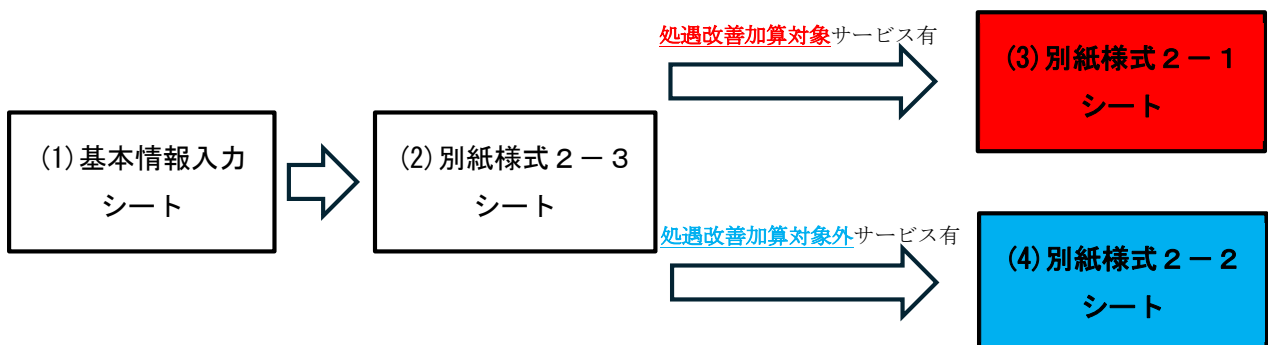 (1)基本情報入力
シート
(2)別紙様式２－３
シート
処遇改善加算対象サービス有
(3)別紙様式２－１
シート
処遇改善加算対象外サービス有
(4)別紙様式２－２
シート